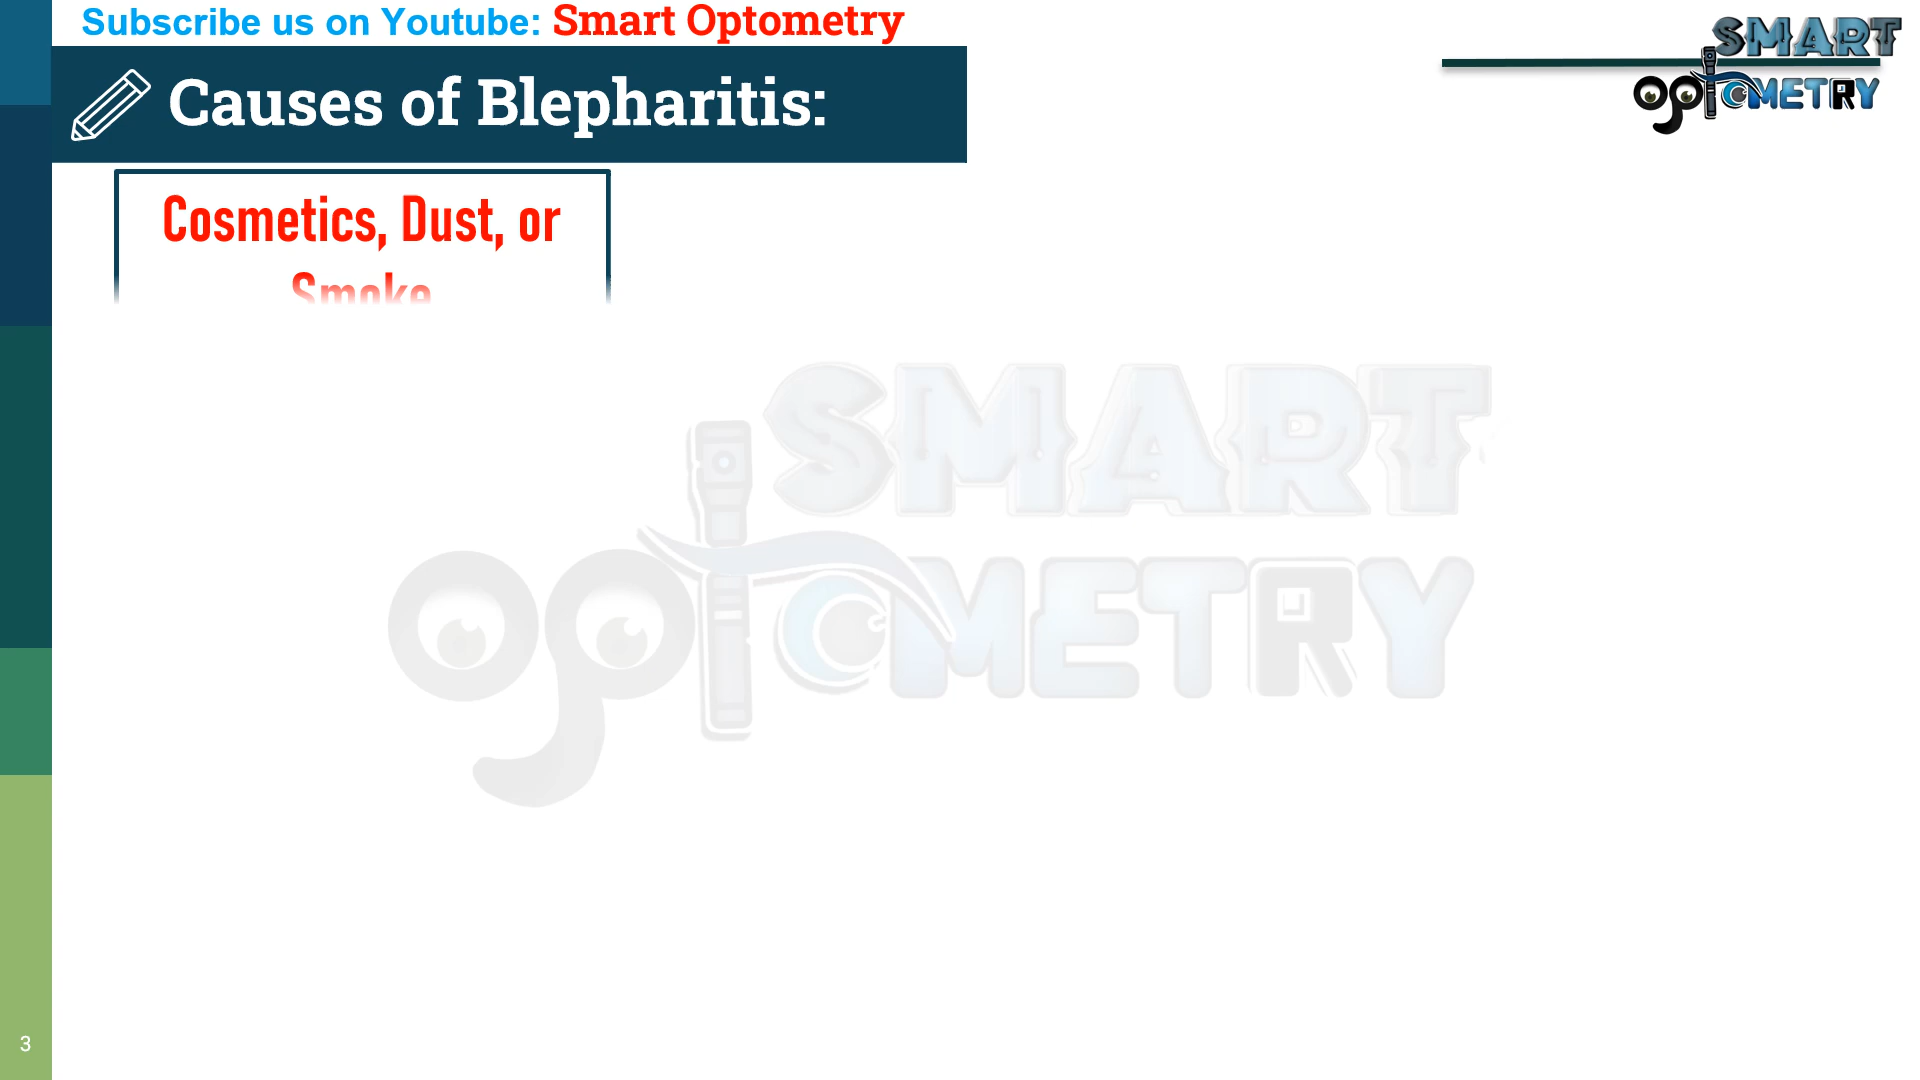 Subscribe us on Youtube: Smart Optometry
Causes of Blepharitis:
Cosmetics, Dust, or
Smoke
SMART
OPTOMETRY
SMART
OPTOMETRY
3